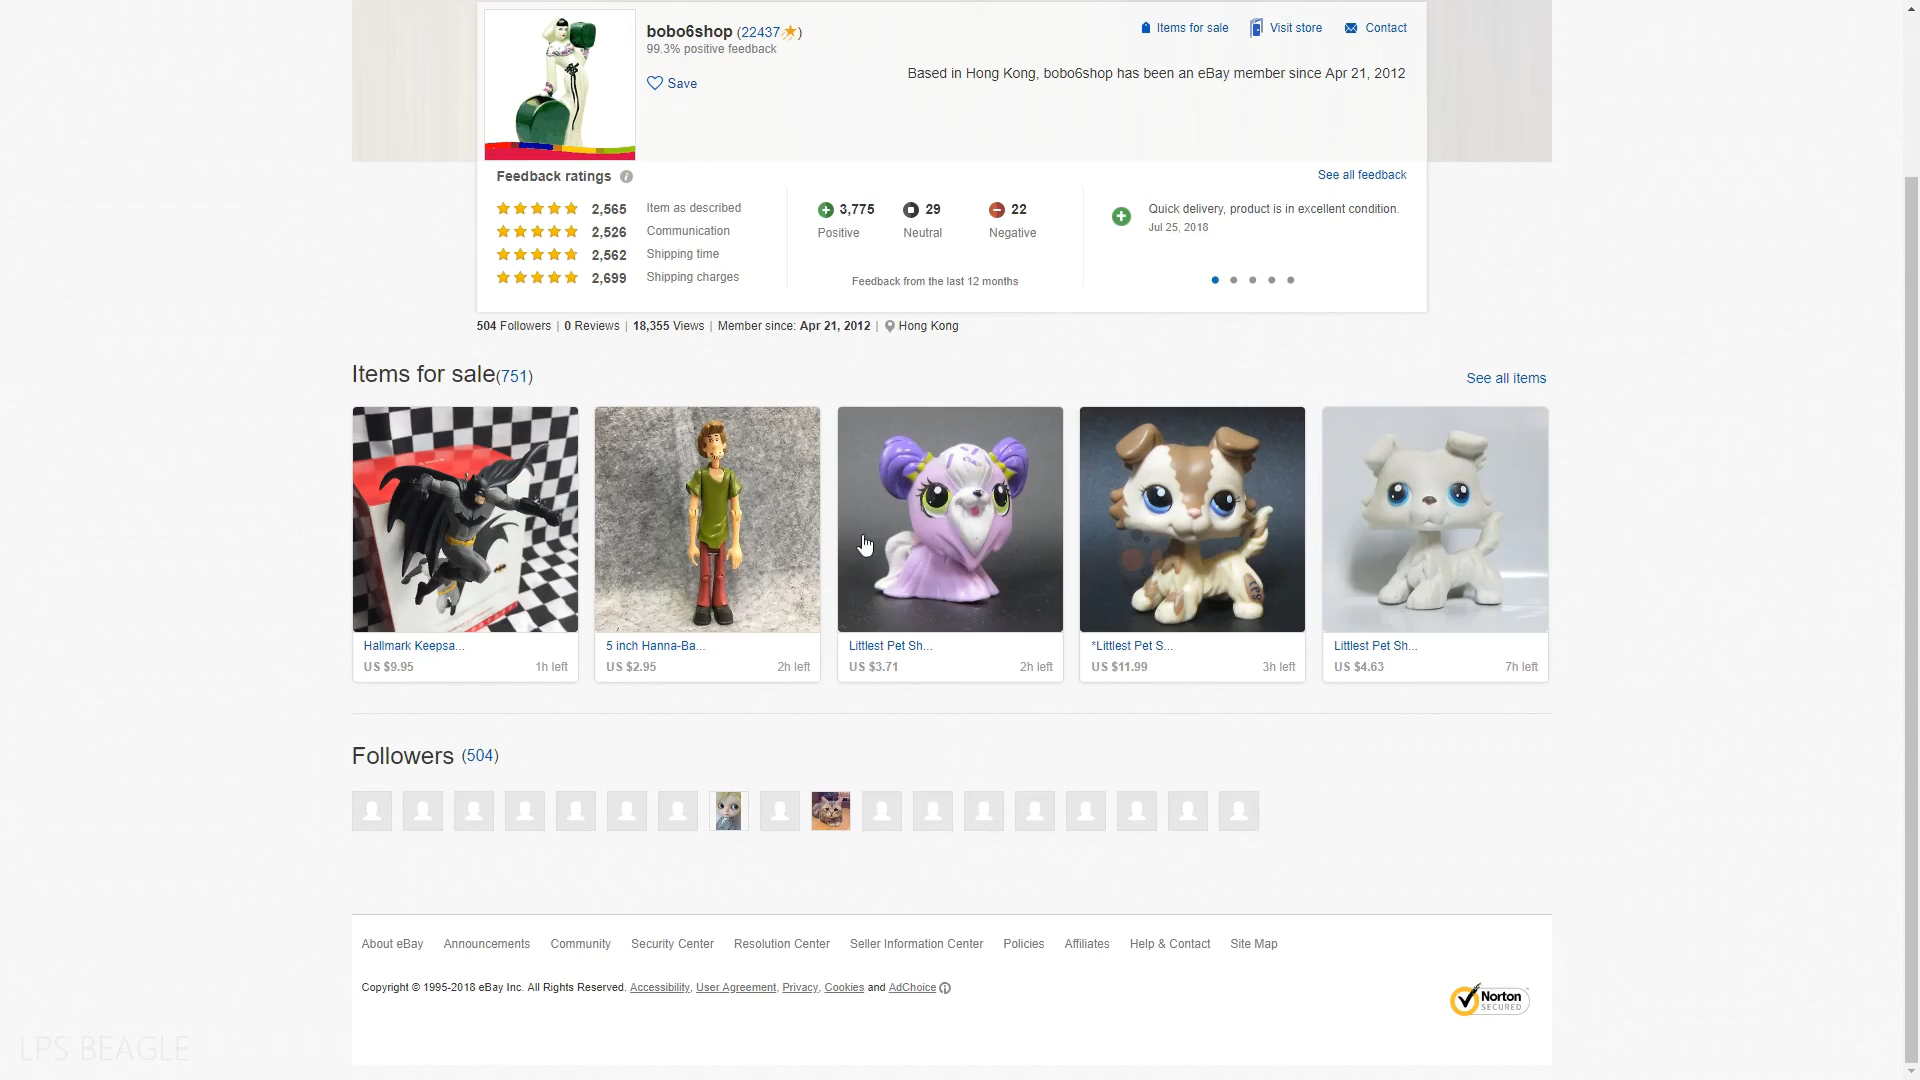 bobo6shop (22437)
99.3% positive feedback
Save
Items for sale
Visit store
Contact
Based in Hong Kong, bobo6shop has been an eBay member since Apr 21, 2012
Feedback ratings
See all feedback
2,565 Item as described
2,526 Communication
2,562 Shipping time
2,699 Shipping charges
3,775
Positive
29
Neutral
22
Negative
Feedback from the last 12 months
Quick delivery, product is in excellent condition.
Jul 25, 2018
504 Followers | 0 Reviews | 18,355 Views | Member since: Apr 21, 2012 | Hong Kong
Items for sale(751)
See all items
Hallmark Keepsa...
US $9.95 1h left
5 inch Hanna-Ba...
US $2.95 2h left
Littlest Pet Sh...
US $3.71 2h left
*Littlest Pet S...
US $11.99 3h left
Littlest Pet Sh...
US $4.63 7h left
Followers (504)
About eBay Announcements Community Security Center Resolution Center Seller Information Center Policies Affiliates Help & Contact Site Map
Copyright © 1995-2018 eBay Inc. All Rights Reserved. Accessibility, User Agreement, Privacy, Cookies and AdChoice
Norton
SECURED
LPS BEAGLE